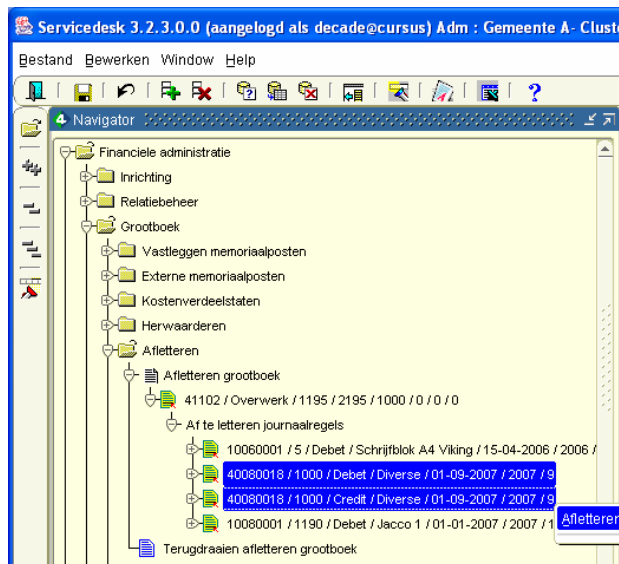 Servicedesk 3.2.3.0.0 (aangelogd als decade@cursus) Adm : Gemeente A- Clust
Bestand Bewerken Window Help
4 Navigator
Financiele administratie
Inrichting
Relatiebeheer
Grootboek
Vastleggen memoriaalposten
Externe memoriaalposten
Kostenverdeelstaten
Herwaarderen
Afletteren
Afletteren grootboek
41102 / Overwerk / 1195 / 2195 / 1000 / 0 / 0 / 0
Af te letteren journaalregels
10060001 / 5 / Debet / Schrijfblok A4 Viking / 15-04-2006 / 2006 /
40080018 / 1000 / Debet / Diverse / 01-09-2007 / 2007 / 9
40080018 / 1000 / Credit / Diverse / 01-09-2007 / 2007 / 9
Afletteren
10080001 / 1190 / Debet / Jacco 1 / 01-01-2007 / 2007 / 1
Terugdraaien afletteren grootboek